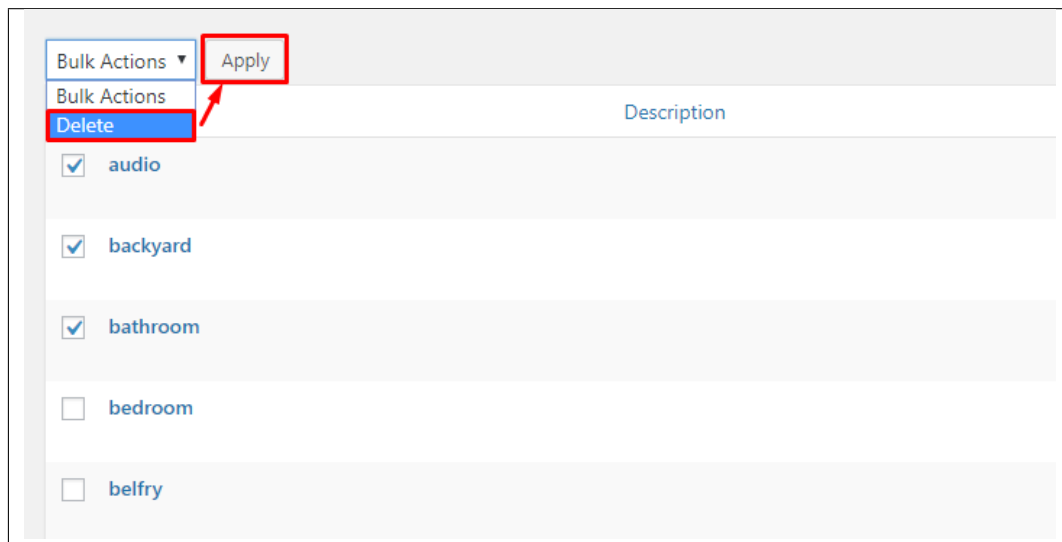 Bulk Actions Apply
Bulk Actions
Delete
Description
audio
backyard
bathroom
bedroom
belfry